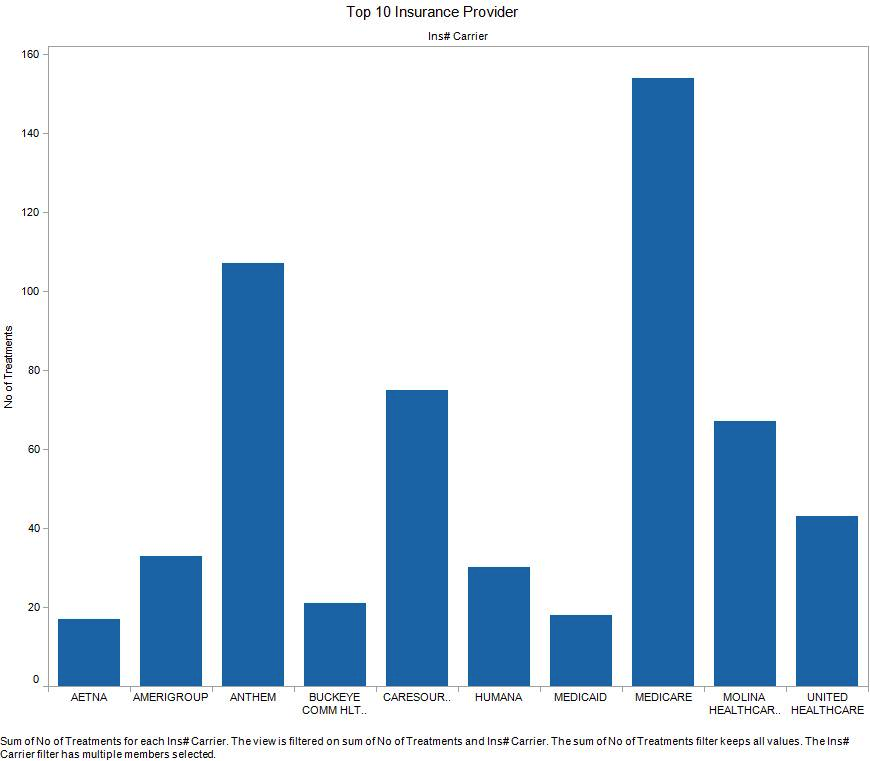 Top 10 Insurance Provider
Ins# Carrier
160
140
120
100
80
60
40
20
0
No of Treatments
AETNA
AMERIGROUP
ANTHEM
BUCKEYE
COMM HLT..
CARESOUR..
HUMANA
MEDICAID
MEDICARE
MOLINA
HEALTHCAR..
UNITED
HEALTHCARE
Sum of No of Treatments for each Ins# Carrier. The view is filtered on sum of No of Treatments and Ins# Carrier. The sum of No of Treatments filter keeps all values. The Ins#
Carrier filter has multiple members selected.